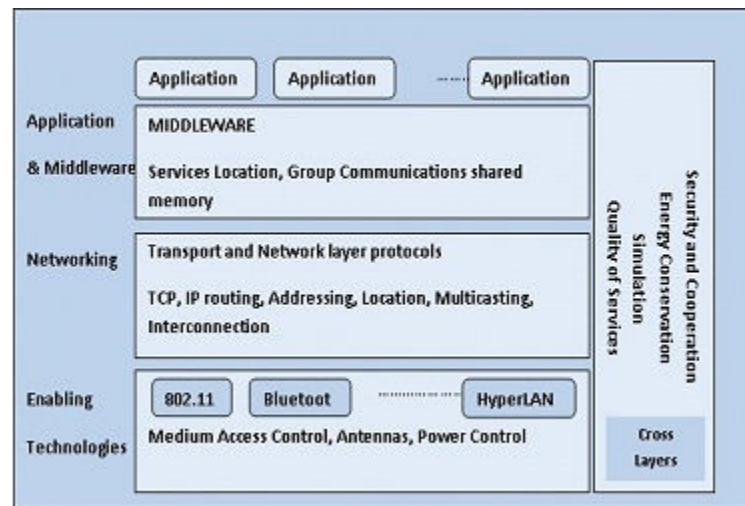 Application Application ...... Application
Application
& Middleware
MIDDLEWARE
Services Location, Group Communications shared
memory
Networking
Transport and Network layer protocols
TCP, IP routing, Addressing, Location, Multicasting,
Interconnection
Enabling
Technologies
802.11 Bluetoot ................ HyperLAN
Medium Access Control, Antennas, Power Control
Security and Cooperation
Energy Conservation
Simulation
Quality of Services
Cross
Layers